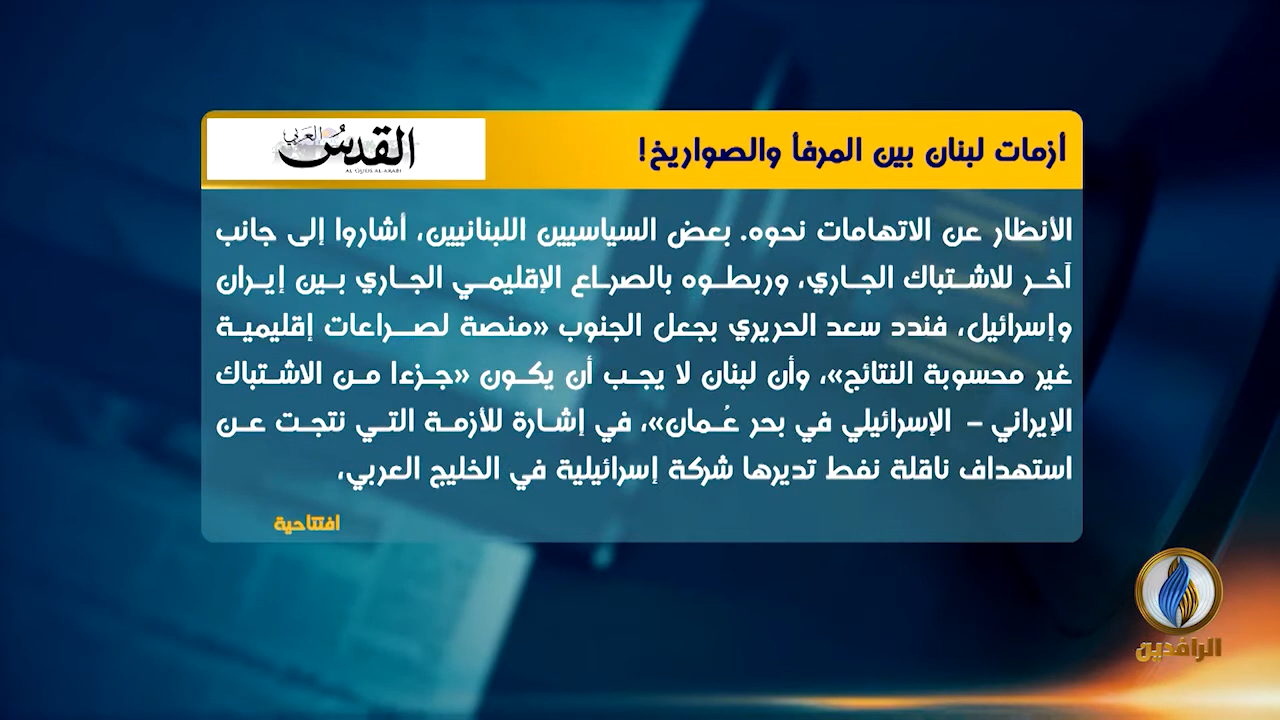 أزمات لبنان بين المرفأ والصواريخ!
القدس العربي
AL-QUDS AL-ARABI
الأنظار عن الاتهامات نحوه. بعض السياسيين اللبنانيين، أشاروا إلى جانب
آخر للاشتباك الجاري، وربطوه بالصراع الإقليمي الجاري بين إيران
وإسرائيل، فندد سعد الحريري بجعل الجنوب «منصة لصراعات إقليمية
غير محسوبة النتائج»، وأن لبنان لا يجب أن يكون «جزءا من الاشتباك
الإيراني – الإسرائيلي في بحر عُمان»، في إشارة للأزمة التي نتجت عن
استهداف ناقلة نفط تديرها شركة إسرائيلية في الخليج العربي،
افتتاحية
الرافدين